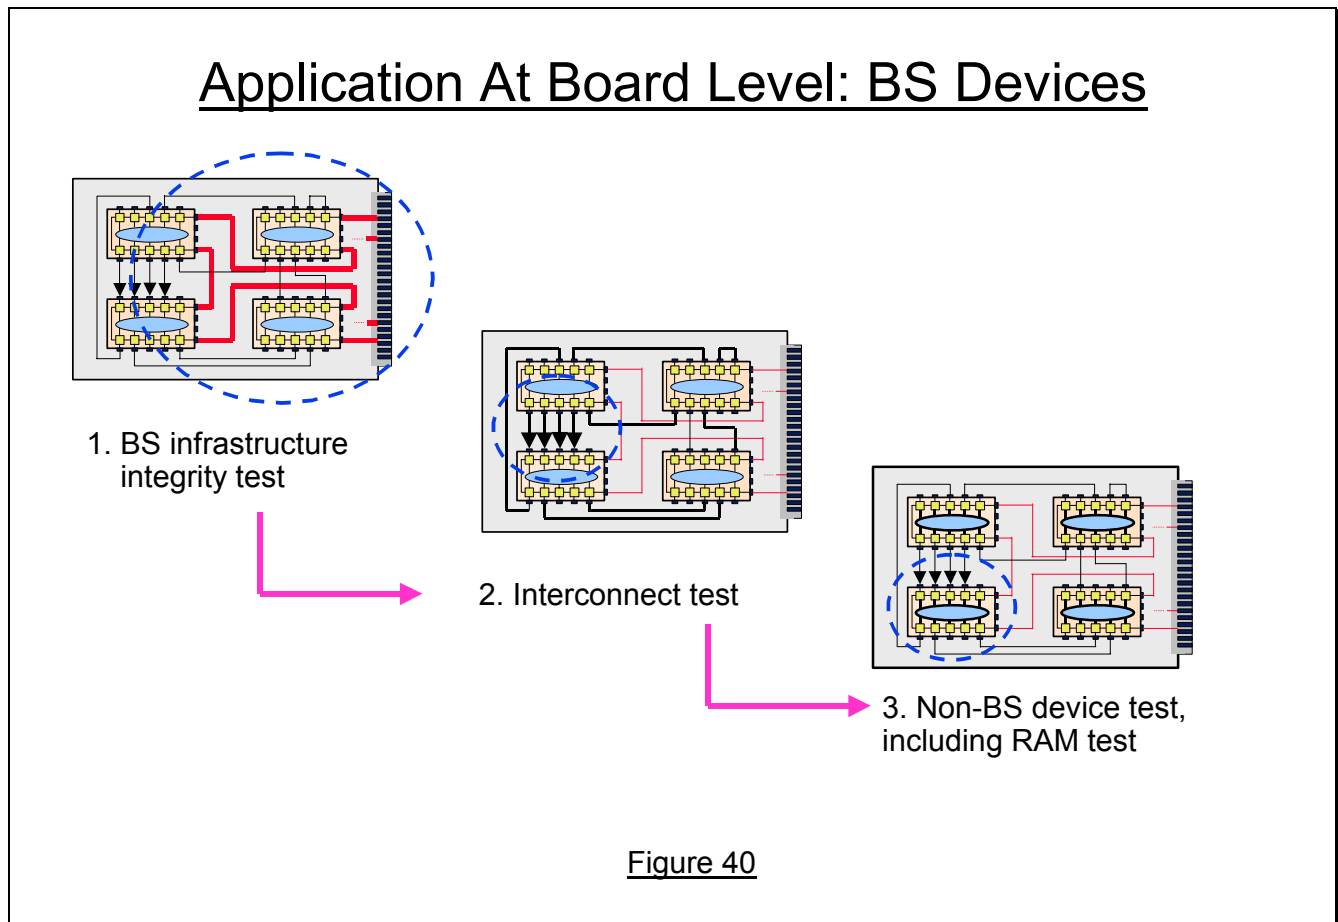 Application At Board Level: BS Devices
1. BS infrastructure
integrity test
2. Interconnect test
3. Non-BS device test,
including RAM test
Figure 40